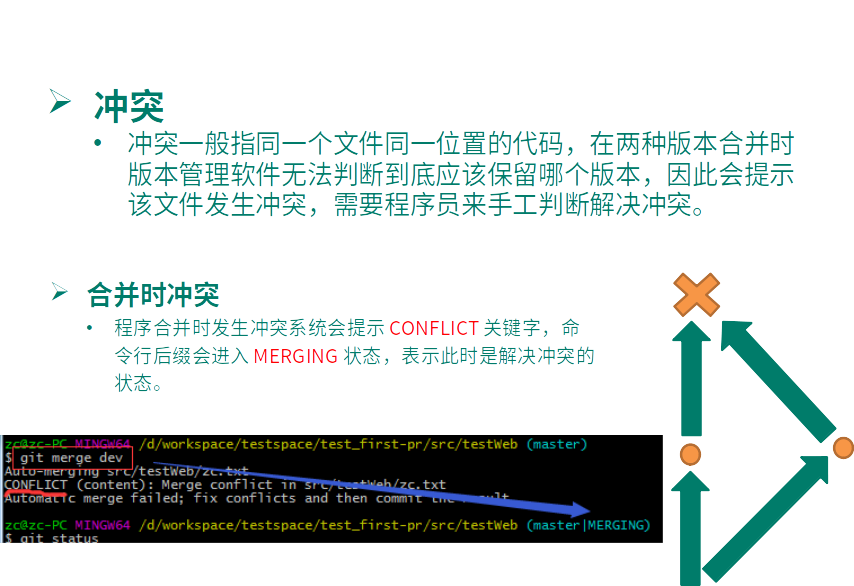 冲突
冲突一般指同一个文件同一位置的代码，在两种版本合并时
版本管理软件无法判断到底应该保留哪个版本，因此会提示
该文件发生冲突，需要程序员来手工判断解决冲突。
合并时冲突
程序合并时发生冲突系统会提示 CONFLICT 关键字，命
令行后缀会进入 MERGING 状态，表示此时是解决冲突的
状态。
zc@zc-PC MINGW64 /d/workspace/testspace/test_first-pr/src/testWeb (master)
$ git merge dev
Auto-merging src/testWeb/zc.txt
CONFLICT (content): Merge conflict in src/testWeb/zc.txt
Automatic merge failed; fix conflicts and then commit the result.
zc@zc-PC MINGW64 /d/workspace/testspace/test_first-pr/src/testWeb (master|MERGING)
$ git status